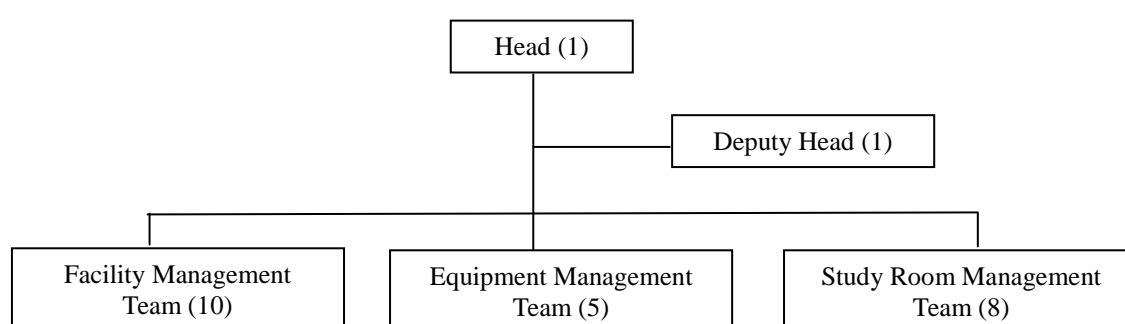 Head (1)
Deputy Head (1)
Facility Management
Team (10)
Equipment Management
Team (5)
Study Room Management
Team (8)